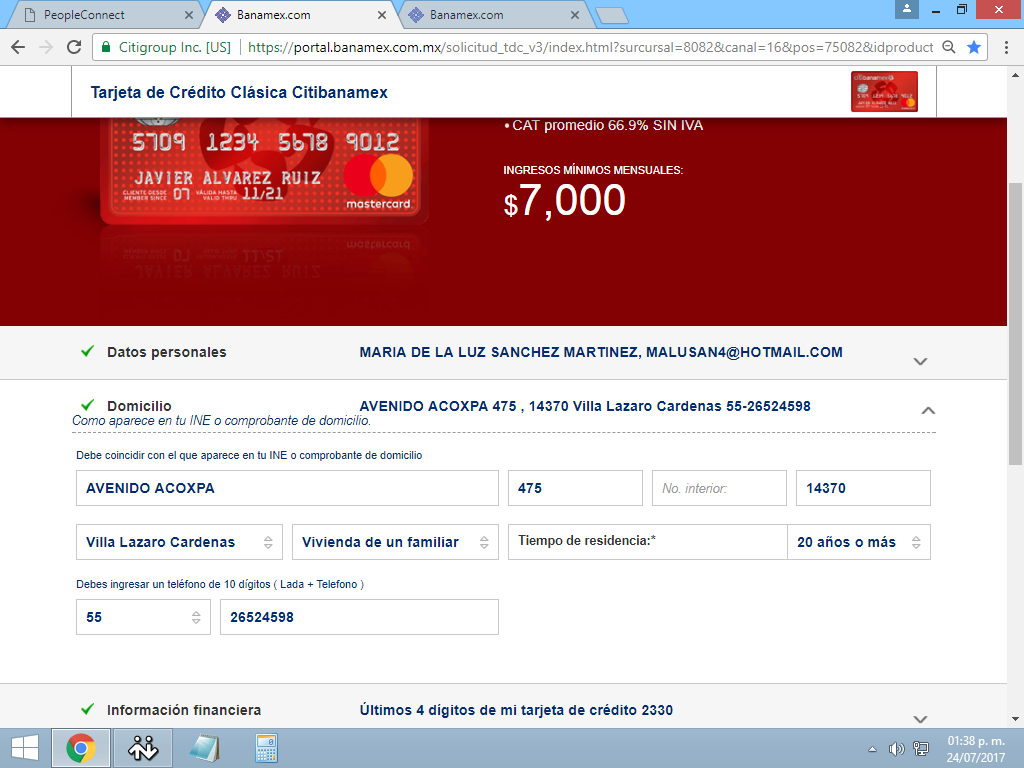 PeopleConnect
Banamex.com
Banamex.com
Citigroup Inc. [US]
https://portal.banamex.com.mx/solicitud_tdc_v3/index.html?sursal=8082&canal=16&pos=75082&idproduct
Tarjeta de Crédito Clásica Citibanamex
5709 1234 5678 9012
CLIENTE DESDE MEMBER SINCE 07 VÁLIDA HASTA VALID THRU 11/21
JAVIER ALVAREZ RUIZ
mastercard.
• CAT promedio 66.9% SIN IVA
INGRESOS MÍNIMOS MENSUALES:
$7,000
Datos personales
MARIA DE LA LUZ SANCHEZ MARTINEZ, MALUSAN4@HOTMAIL.COM
Domicilio
AVENIDO ACOXPA 475 , 14370 Villa Lazaro Cardenas 55-26524598
Como aparece en tu INE o comprobante de domicilio.
Debe coincidir con el que aparece en tu INE o comprobante de domicilio
AVENIDO ACOXPA
475
No. interior:
14370
Villa Lazaro Cardenas
Vivienda de un familiar
Tiempo de residencia:*
20 años o más
Debes ingresar un teléfono de 10 dígitos ( Lada + Telefono )
55
26524598
Información financiera
Últimos 4 dígitos de mi tarjeta de crédito 2330
01:38 p. m.
24/07/2017